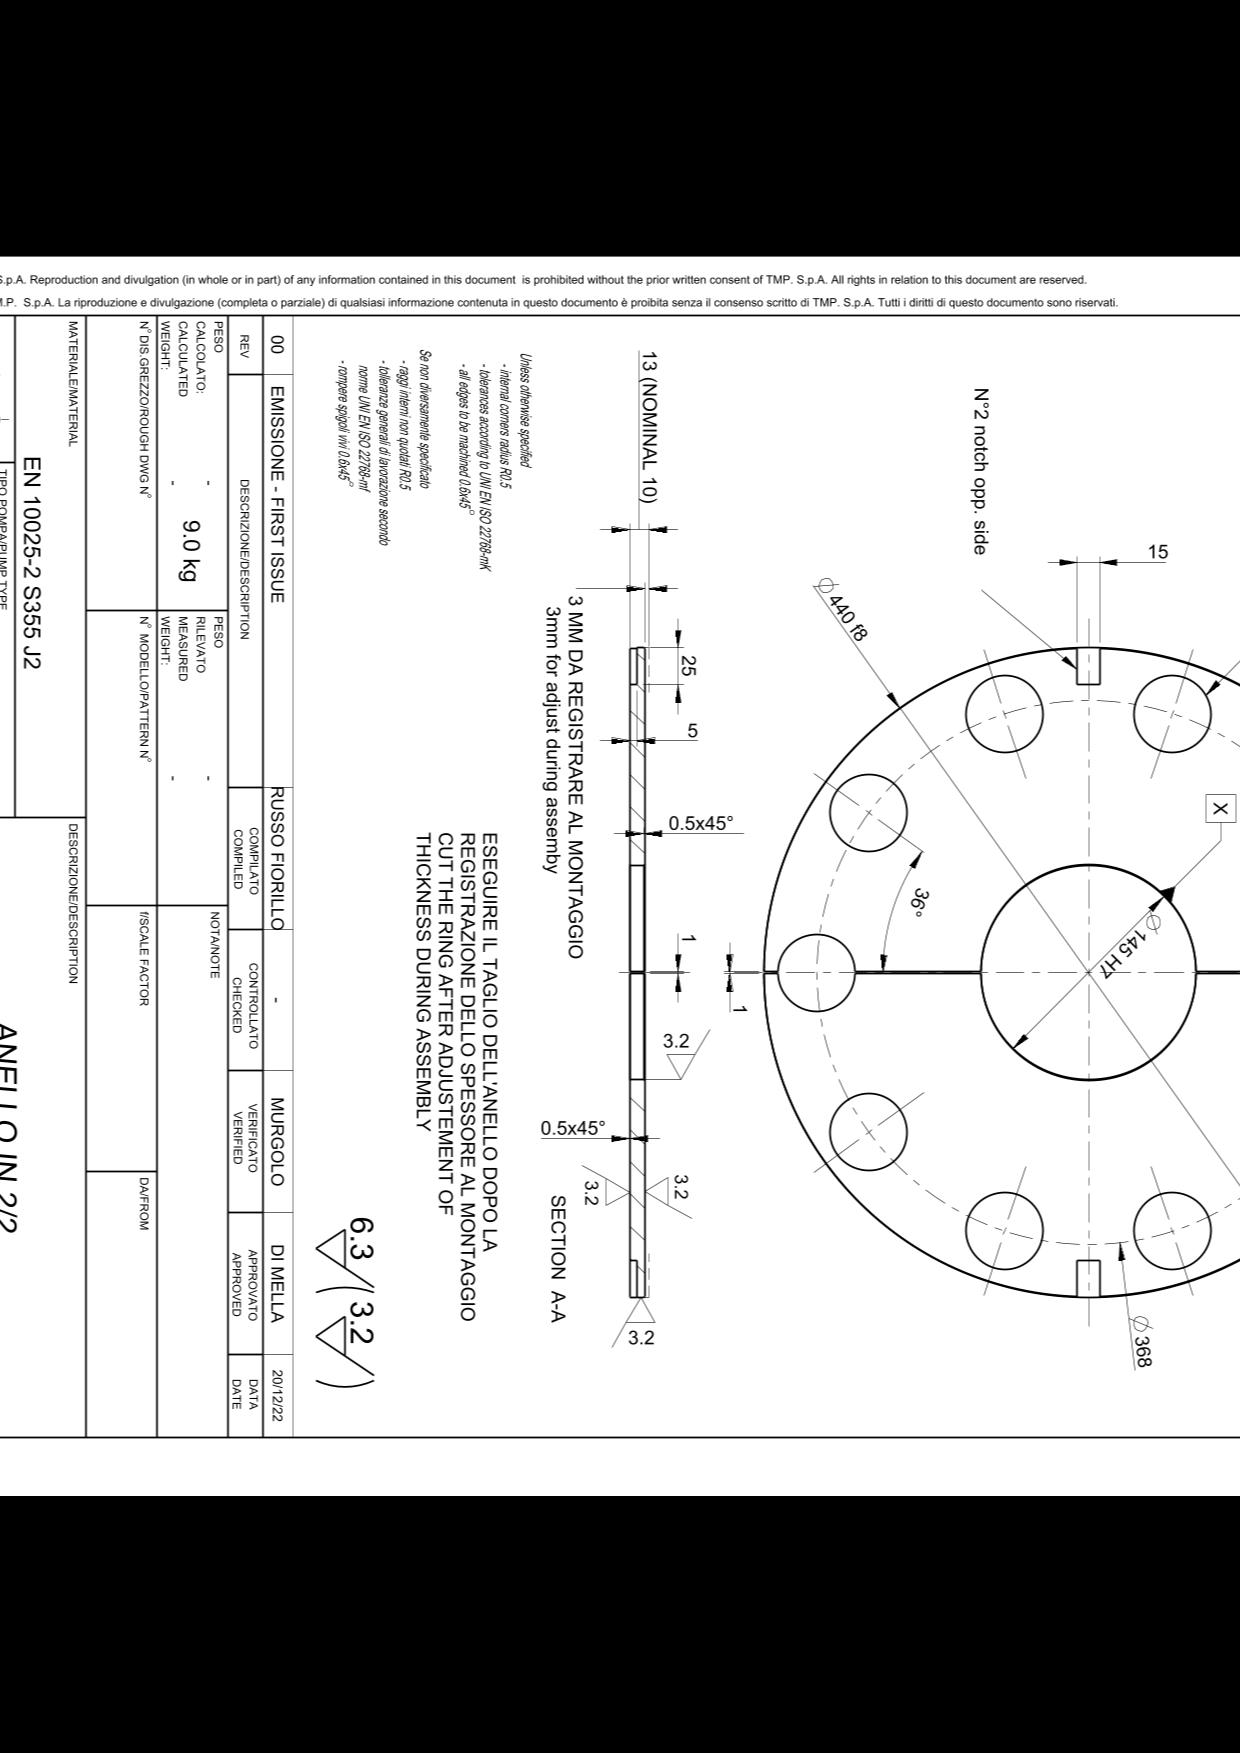 S.p.A. Reproduction and divulgation (in whole or in part) of any information contained in this document is prohibited without the prior written consent of TMP. S.p.A. All rights in relation to this document are reserved.
M.P. S.p.A. La riproduzione e divulgazione (completa o parziale) di qualsiasi informazione contenuta in questo documento è proibita senza il consenso scritto di TMP. S.p.A. Tutti i diritti di questo documento sono riservati.
N°2 notch opp. side
15
∅ 440 f8
X
36°
∅ 145 H7
∅ 368
1
13 (NOMINAL 10)
3 MM DA REGISTRARE AL MONTAGGIO
3mm for adjust during assemby
25
5
0.5x45°
1
3.2
0.5x45°
3.2
3.2
3.2
SECTION A-A
Unless otherwise specified
- internal corners radius R0.5
- tolerances according to UNI EN ISO 22768-mK
- all edges to be machined 0.6x45°
Se non diversamente specificato
- raggi interni non quotati R0.5
- tolleranze generali di lavorazione secondo
norme UNI EN ISO 22768-mf
- rompere spigoli vivi 0.6x45°
ESEGUIRE IL TAGLIO DELL'ANELLO DOPO LA
REGISTRAZIONE DELLO SPESSORE AL MONTAGGIO
CUT THE RING AFTER ADJUSTEMENT OF
THICKNESS DURING ASSEMBLY
6.3 ( 3.2 )
00 EMISSIONE - FIRST ISSUE RUSSO FIORILLO - MURGOLO DI MELLA 20/12/22
REV DESCRIZIONE/DESCRIPTION COMPILATO COMPILED CONTROLLATO CHECKED VERIFICATO VERIFIED APPROVATO APPROVED DATA DATE
PESO
CALCOLATO: -
CALCULATED 9.0 kg
WEIGHT: -
PESO
RILEVATO -
MEASURED
WEIGHT: -
NOTA/NOTE
N°DIS.GREZZO/ROUGH DWG N°
N° MODELLO/PATTERN N°
f/SCALE FACTOR
DA/FROM
MATERIALE/MATERIAL
EN 10025-2 S355 J2
DESCRIZIONE/DESCRIPTION
ANELLO IN 2/2
TIPO POMPA/PUMP TYPE